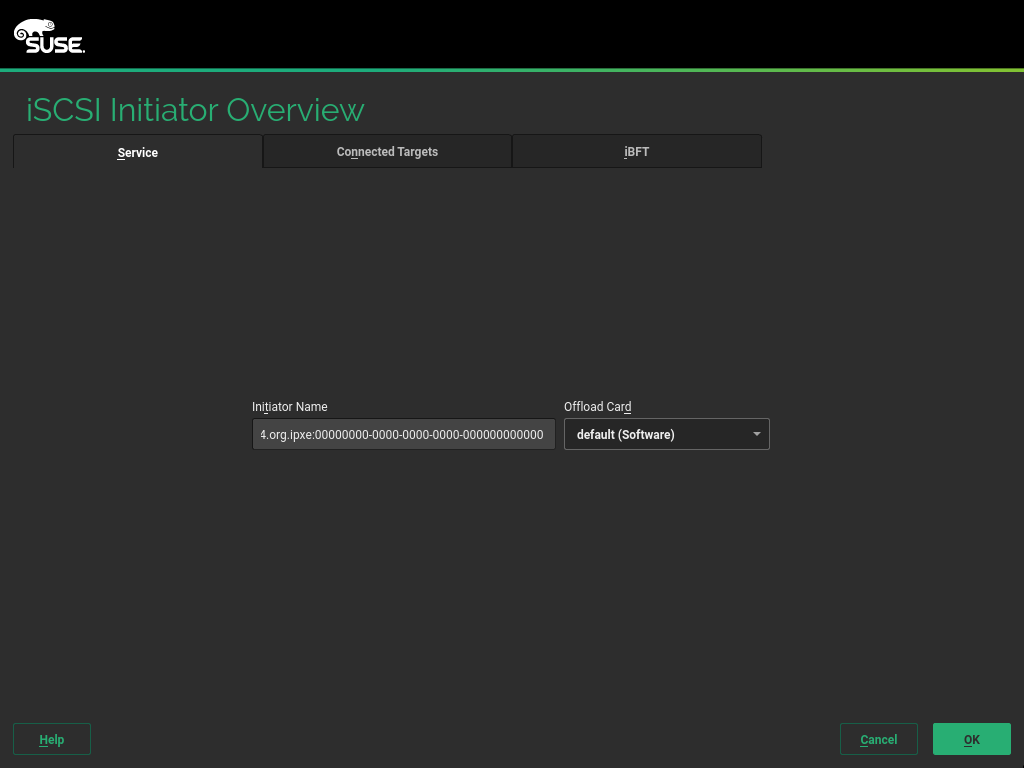 SUSE.
iSCSI Initiator Overview
Service
Connected Targets
iBFT
Initiator Name
Offload Card
4.org.ipxe:00000000-0000-0000-0000-000000000000
default (Software)
Help
Cancel
OK